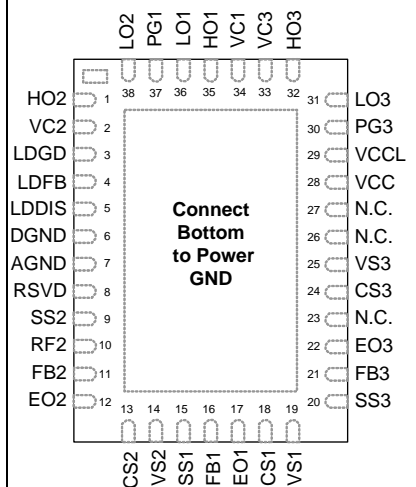 LO2 PG1 LO1 HO1 VC1 VC3 HO3
38 37 36 35 34 33 32
HO2 1
VC2 2
LDGD 3
LDFB 4
LDDIS 5
DGND 6
AGND 7
RSVD 8
SS2 9
RF2 10
FB2 11
EO2 12
Connect
Bottom
to Power
GND
31 LO3
30 PG3
29 VCCL
28 VCC
27 N.C.
26 N.C.
25 VS3
24 CS3
23 N.C.
22 EO3
21 FB3
20 SS3
13 14 15 16 17 18 19
CS2 VS2 SS1 FB1 EO1 CS1 VS1